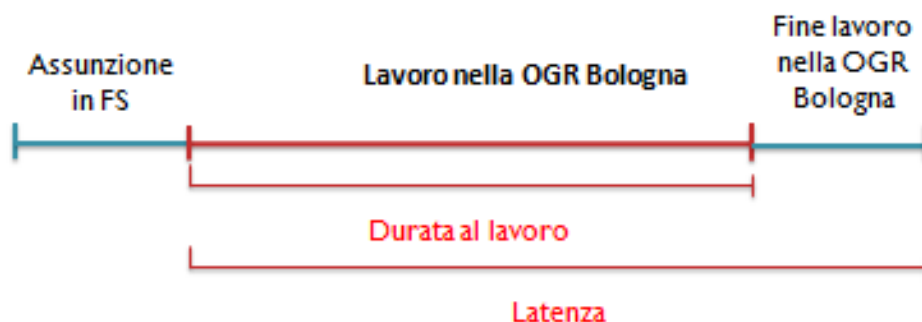 Assunzione
in FS
Lavoro nella OGR Bologna
Fine lavoro
nella OGR
Bologna
Durata al lavoro
Latenza